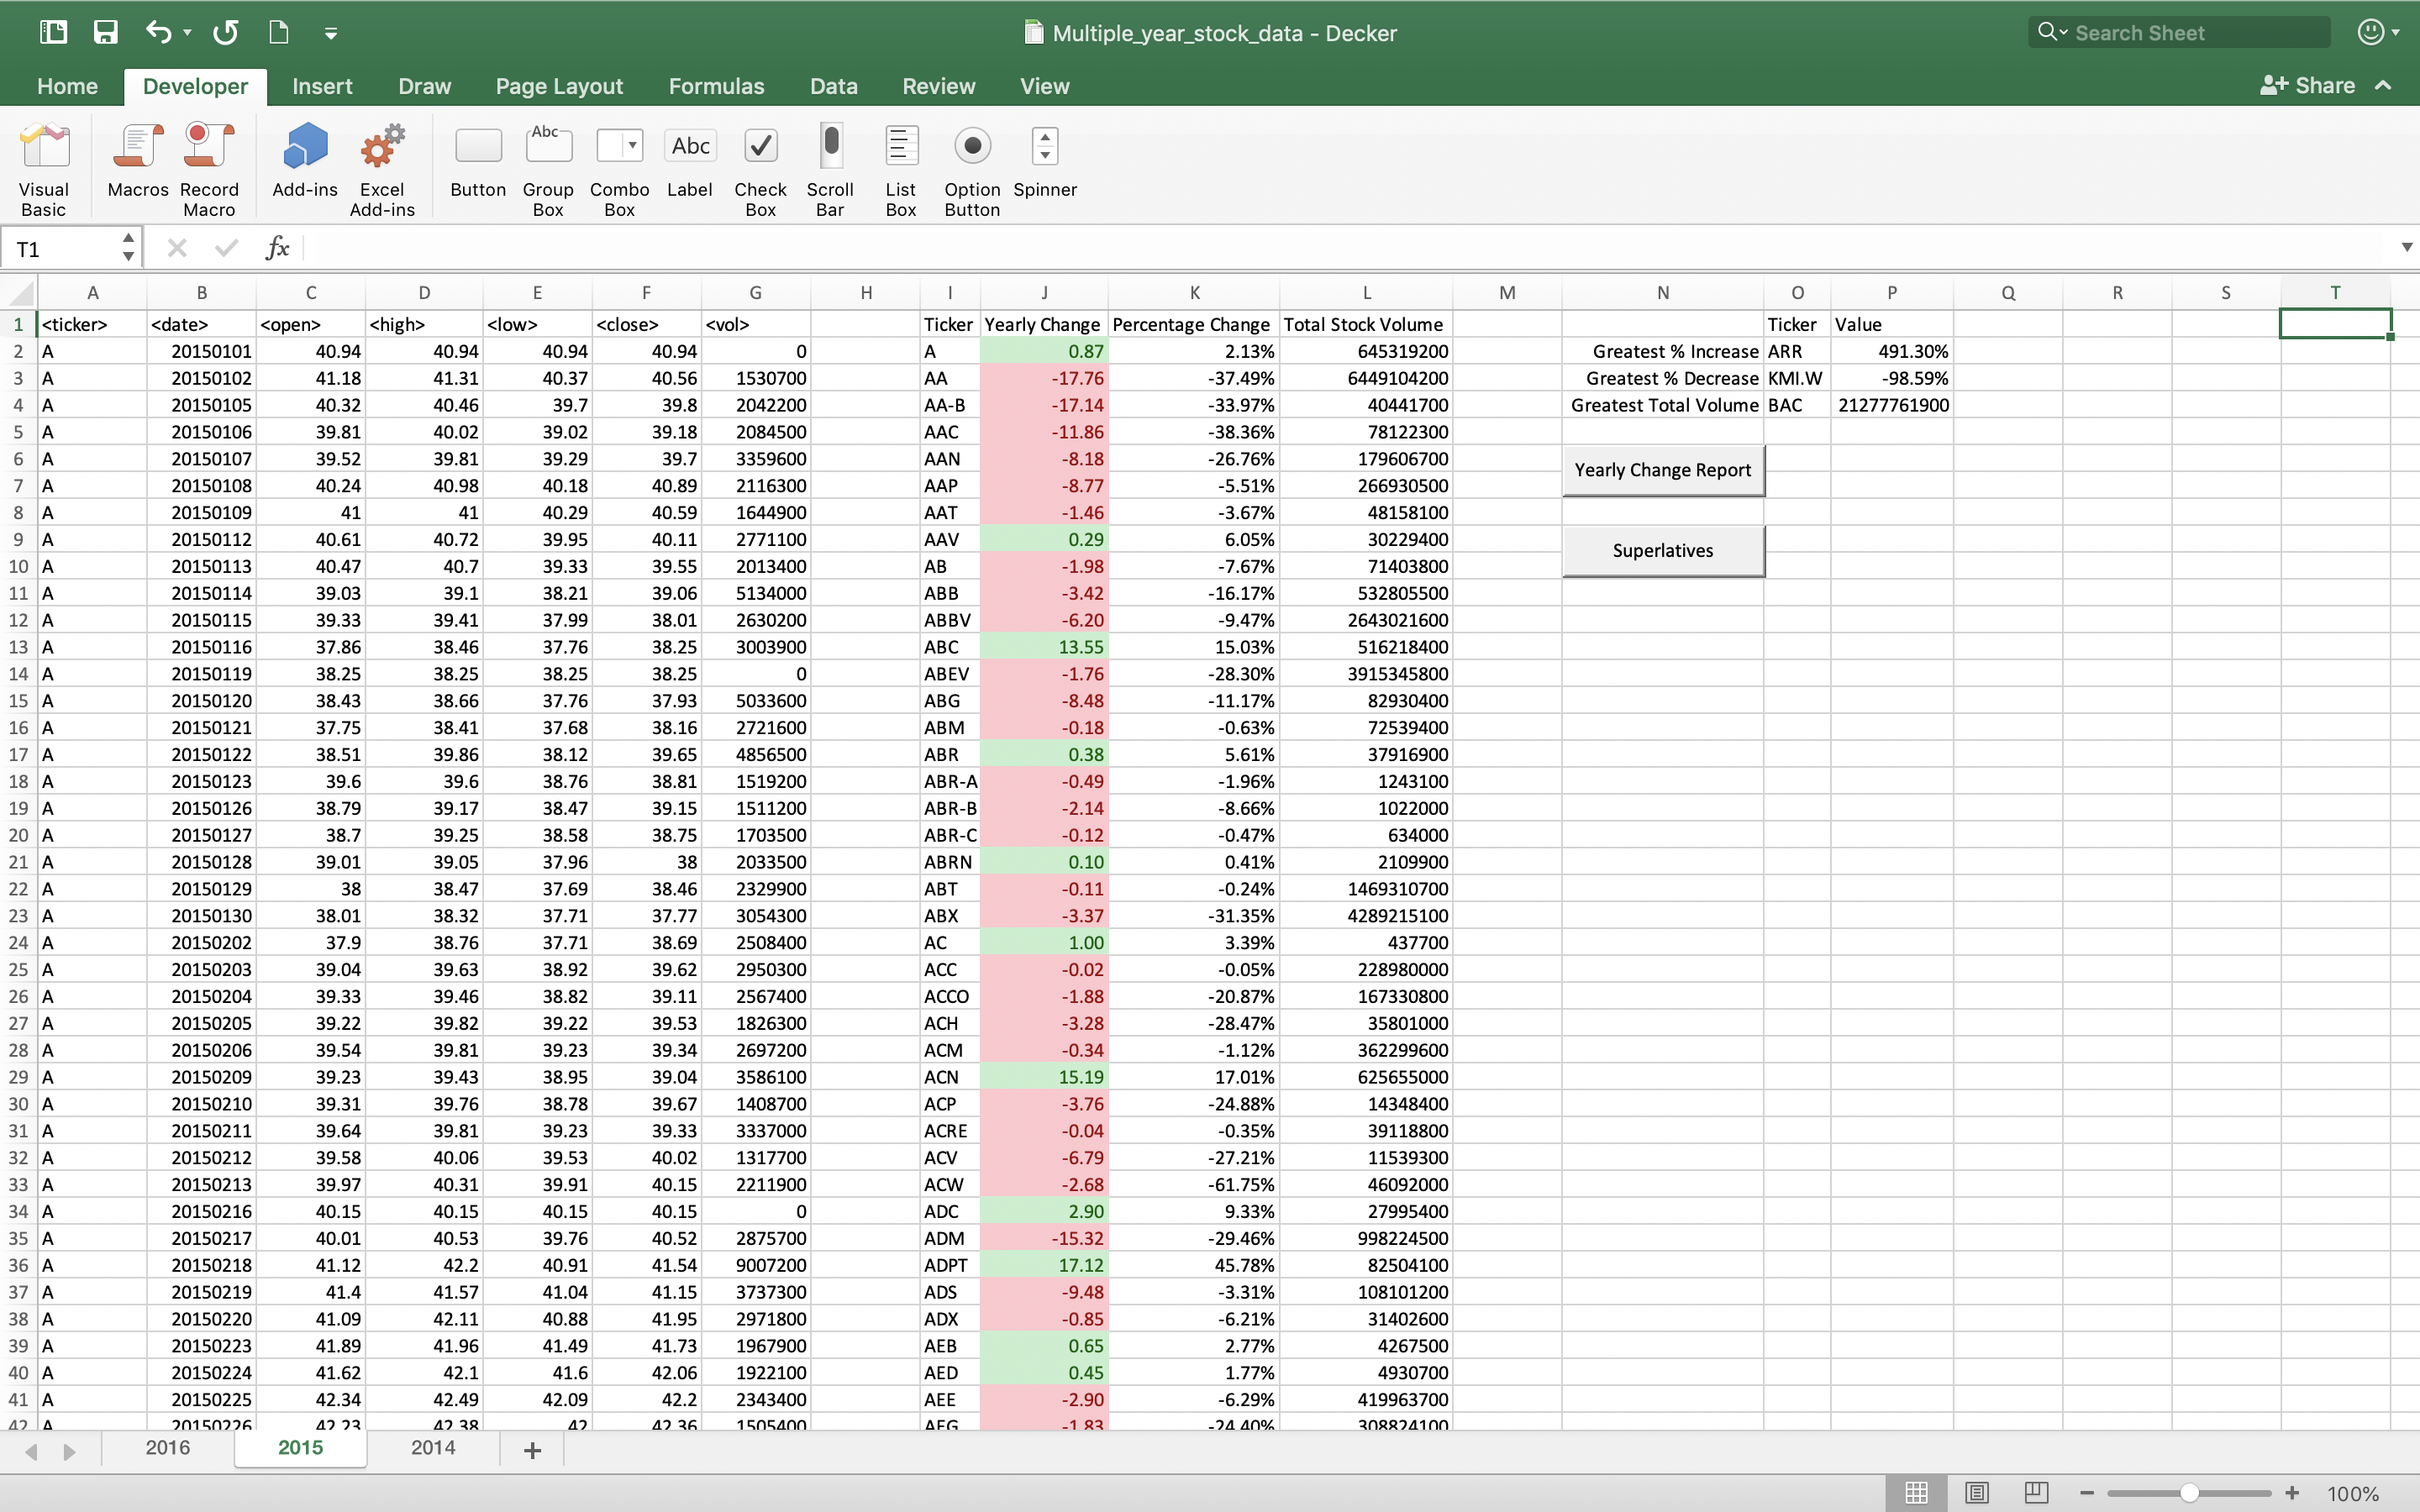 Multiple_year_stock_data - Decker
Search Sheet
Home Developer Insert Draw Page Layout Formulas Data Review View
Share
Visual Basic
Macros
Record Macro
Add-ins
Excel Add-ins
Button
Abc
Group Box
Combo Box
Abc
Label
Check Box
Scroll Bar
List Box
Option Button
Spinner
T1
fx
A B C D E F G H I J K L M N O P Q R S T
1 <ticker> <date> <open> <high> <low> <close> <vol> Ticker Yearly Change Percentage Change Total Stock Volume Ticker Value
2 A 20150101 40.94 40.94 40.94 40.94 0 A 0.87 2.13% 645319200 Greatest % Increase ARR 491.30%
3 A 20150102 41.18 41.31 40.37 40.56 1530700 AA -17.76 -37.49% 6449104200 Greatest % Decrease KMI.W -98.59%
4 A 20150105 40.32 40.46 39.7 39.8 2042200 AA-B -17.14 -33.97% 40441700 Greatest Total Volume BAC 21277761900
5 A 20150106 39.81 40.02 39.02 39.18 2084500 AAC -11.86 -38.36% 78122300
6 A 20150107 39.52 39.81 39.29 39.7 3359600 AAN -8.18 -26.76% 179606700
Yearly Change Report
7 A 20150108 40.24 40.98 40.18 40.89 2116300 AAP -8.77 -5.51% 266930500
8 A 20150109 41 41 40.29 40.59 1644900 AAT -1.46 -3.67% 48158100
9 A 20150112 40.61 40.72 39.95 40.11 2771100 AAV 0.29 6.05% 30229400
Superlatives
10 A 20150113 40.47 40.7 39.33 39.55 2013400 AB -1.98 -7.67% 71403800
11 A 20150114 39.03 39.1 38.21 39.06 5134000 ABB -3.42 -16.17% 532805500
12 A 20150115 39.33 39.41 37.99 38.01 2630200 ABBV -6.20 -9.47% 2643021600
13 A 20150116 37.86 38.46 37.76 38.25 3003900 ABC 13.55 15.03% 516218400
14 A 20150119 38.25 38.25 38.25 38.25 0 ABEV -1.76 -28.30% 3915345800
15 A 20150120 38.43 38.66 37.76 37.93 5033600 ABG -8.48 -11.17% 82930400
16 A 20150121 37.75 38.41 37.68 38.16 2721600 ABM -0.18 -0.63% 72539400
17 A 20150122 38.51 39.86 38.12 39.65 4856500 ABR 0.38 5.61% 37916900
18 A 20150123 39.6 39.6 38.76 38.81 1519200 ABR-A -0.49 -1.96% 1243100
19 A 20150126 38.79 39.17 38.47 39.15 1511200 ABR-B -2.14 -8.66% 1022000
20 A 20150127 38.7 39.25 38.58 38.75 1703500 ABR-C -0.12 -0.47% 634000
21 A 20150128 39.01 39.05 37.96 38 2033500 ABRN 0.10 0.41% 2109900
22 A 20150129 38 38.47 37.69 38.46 2329900 ABT -0.11 -0.24% 1469310700
23 A 20150130 38.01 38.32 37.71 37.77 3054300 ABX -3.37 -31.35% 4289215100
24 A 20150202 37.9 38.76 37.71 38.69 2508400 AC 1.00 3.39% 437700
25 A 20150203 39.04 39.63 38.92 39.62 2950300 ACC -0.02 -0.05% 228980000
26 A 20150204 39.33 39.46 38.82 39.11 2567400 ACCO -1.88 -20.87% 167330800
27 A 20150205 39.22 39.82 39.22 39.53 1826300 ACH -3.28 -28.47% 35801000
28 A 20150206 39.54 39.81 39.23 39.34 2697200 ACM -0.34 -1.12% 362299600
29 A 20150209 39.23 39.43 38.95 39.04 3586100 ACN 15.19 17.01% 625655000
30 A 20150210 39.31 39.76 38.78 39.67 1408700 ACP -3.76 -24.88% 14348400
31 A 20150211 39.64 39.81 39.23 39.33 3337000 ACRE -0.04 -0.35% 39118800
32 A 20150212 39.58 40.06 39.53 40.02 1317700 ACV -6.79 -27.21% 11539300
33 A 20150213 39.97 40.31 39.91 40.15 2211900 ACW -2.68 -61.75% 46092000
34 A 20150216 40.15 40.15 40.15 40.15 0 ADC 2.90 9.33% 27995400
35 A 20150217 40.01 40.53 39.76 40.52 2875700 ADM -15.32 -29.46% 998224500
36 A 20150218 41.12 42.2 40.91 41.54 9007200 ADPT 17.12 45.78% 82504100
37 A 20150219 41.4 41.57 41.04 41.15 3737300 ADS -9.48 -3.31% 108101200
38 A 20150220 41.09 42.11 40.88 41.95 2971800 ADX -0.85 -6.21% 31402600
39 A 20150223 41.89 41.96 41.49 41.73 1967900 AEB 0.65 2.77% 4267500
40 A 20150224 41.62 42.1 41.6 42.06 1922100 AED 0.45 1.77% 4930700
41 A 20150225 42.34 42.49 42.09 42.2 2343400 AEE -2.90 -6.29% 419963700
42 A 20150226 42.23 42.38 42 42.36 1505400 AEG -1.83 -24.40% 308824100
2016 2015 2014 +
100%